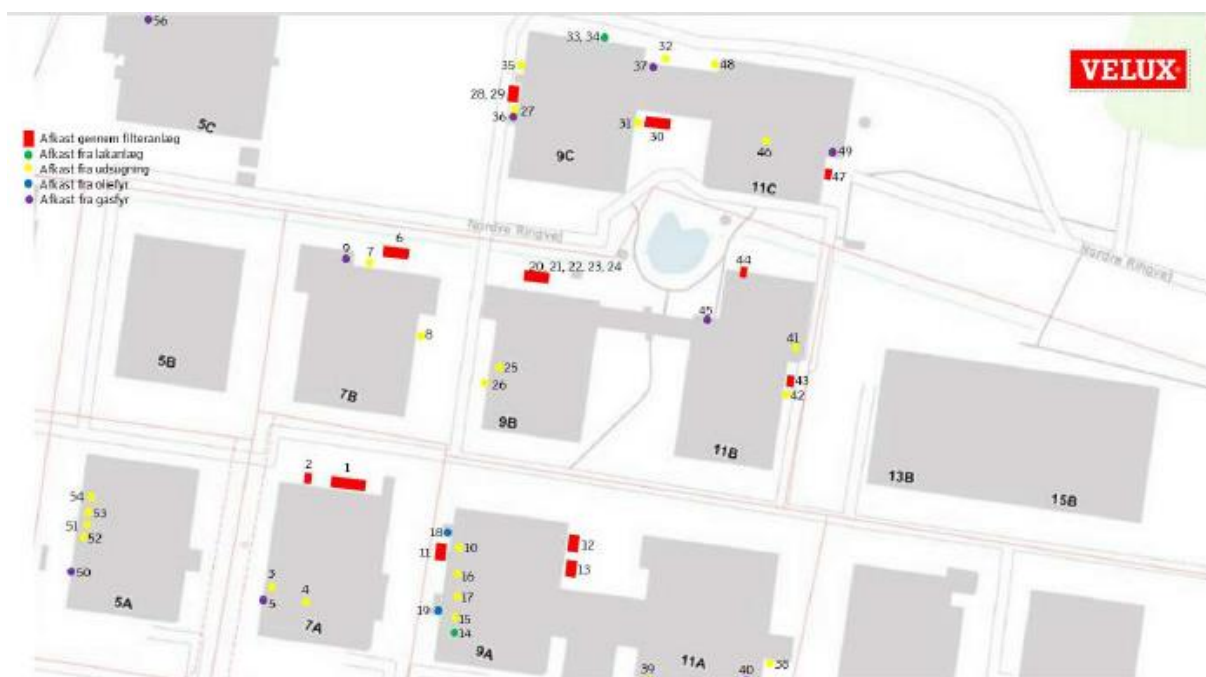 56
33, 34
32
37
48
35
28, 29
27
36
31
30
46
49
47
VELUX
5C
9C
11C
Afkast gennem filteranlæg
Afkast fra lakanlæg
Afkast fra udsugning
Afkast fra oliefyr
Afkast fra gasfyr
Nordre Ringvej
Nordre Ringvej
9
7
6
20, 21, 22, 23, 24
44
45
8
41
43
42
25
26
5B
7B
9B
11B
13B
15B
2
1
54
53
51
52
50
18
11
10
12
13
16
17
19
15
14
3
4
5
5A
7A
9A
11A
39
40
38